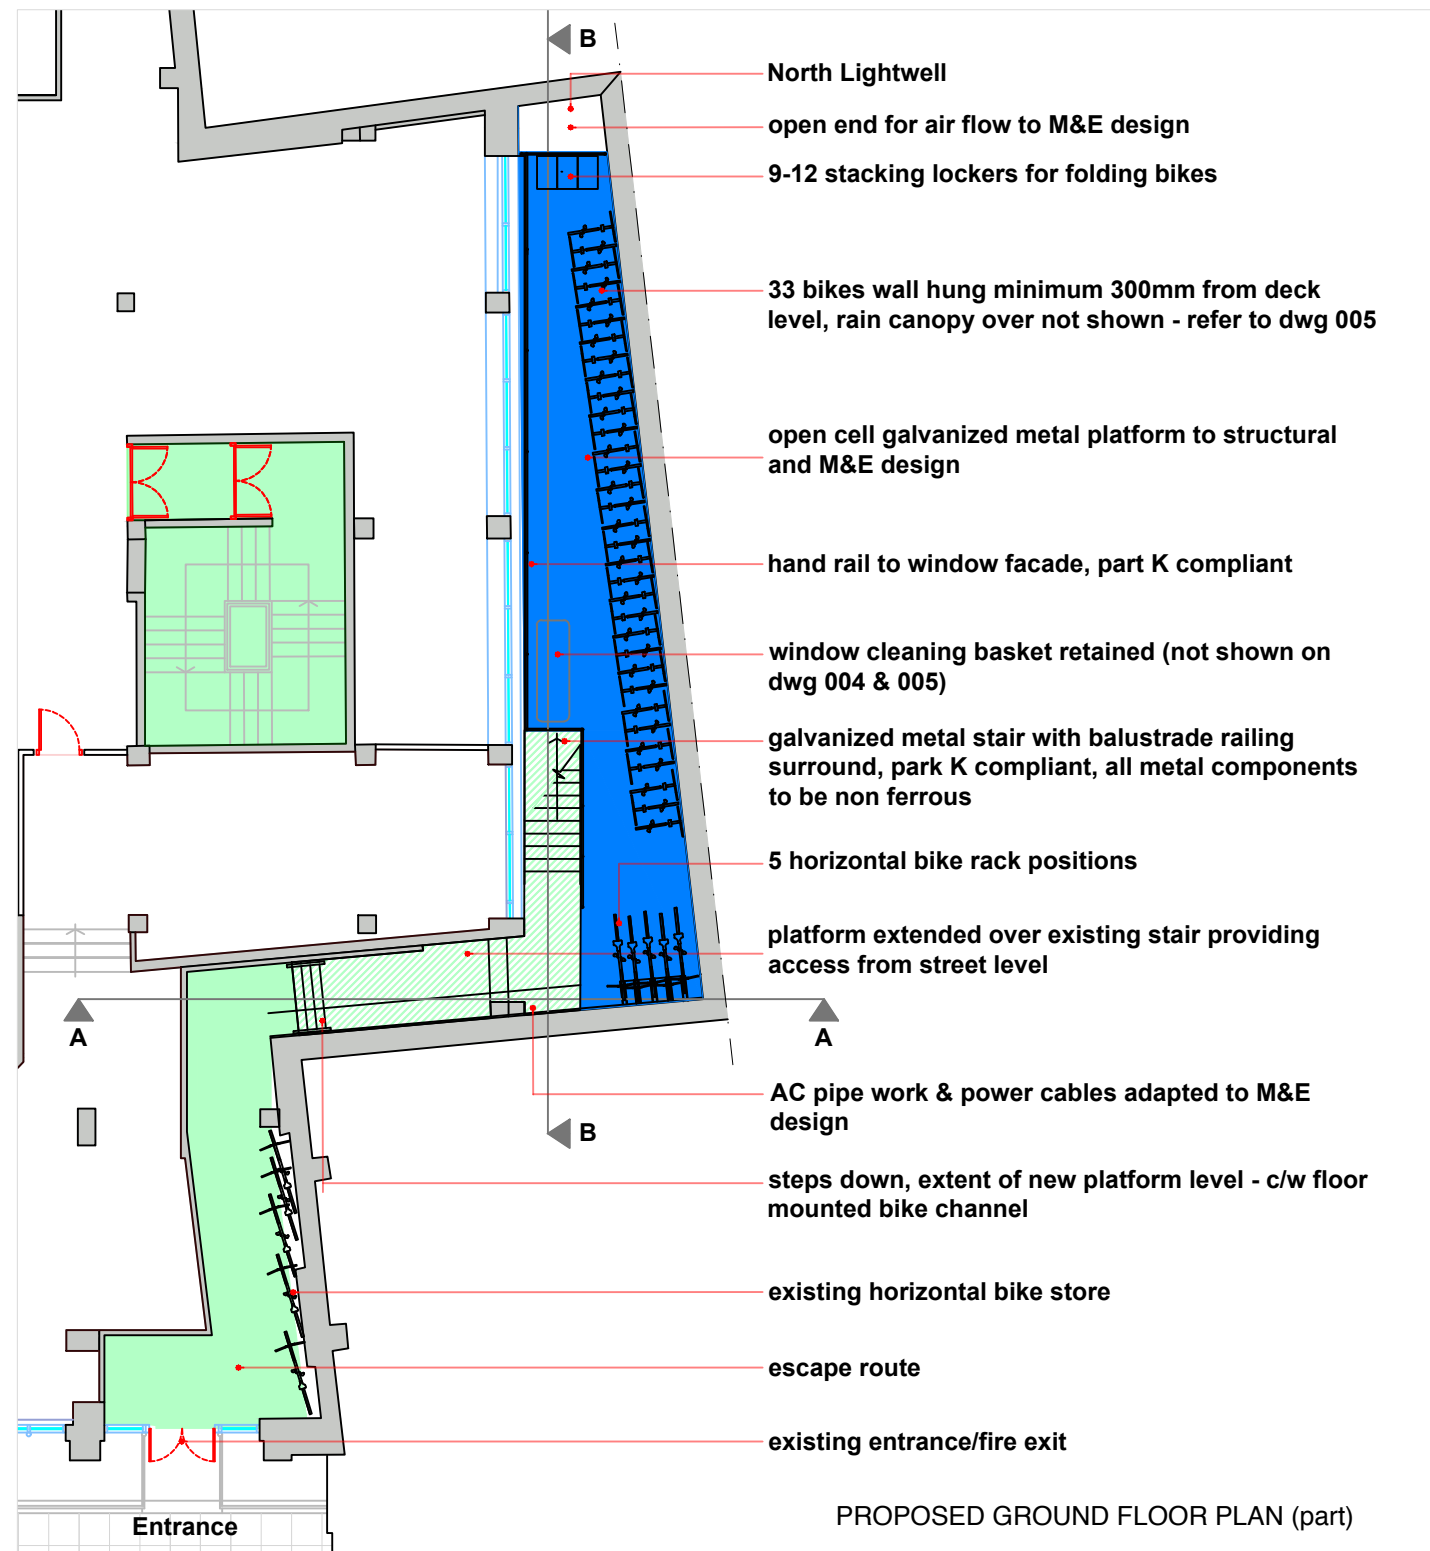 B
North Lightwell
open end for air flow to M&E design
9-12 stacking lockers for folding bikes
33 bikes wall hung minimum 300mm from deck
level, rain canopy over not shown - refer to dwg 005
open cell galvanized metal platform to structural
and M&E design
hand rail to window facade, part K compliant
window cleaning basket retained (not shown on
dwg 004 & 005)
galvanized metal stair with balustrade railing
surround, park K compliant, all metal components
to be non ferrous
5 horizontal bike rack positions
platform extended over existing stair providing
access from street level
A
A
AC pipe work & power cables adapted to M&E
design
B
steps down, extent of new platform level - c/w floor
mounted bike channel
existing horizontal bike store
escape route
existing entrance/fire exit
Entrance
PROPOSED GROUND FLOOR PLAN (part)